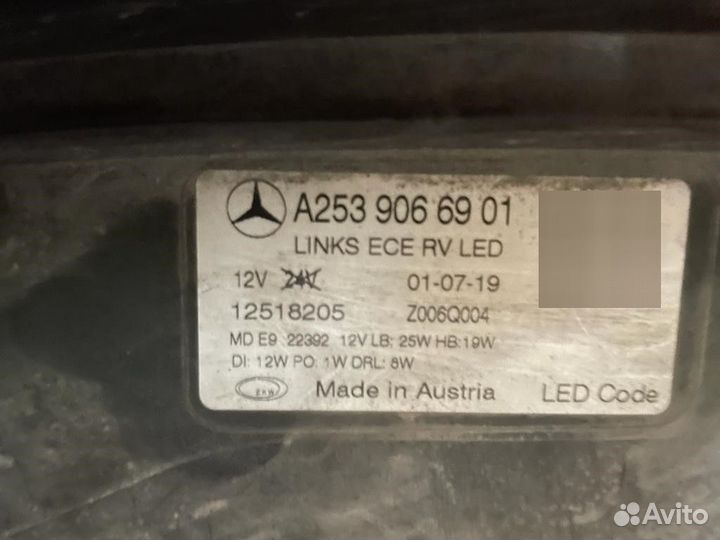 A253 906 69 01
LINKS ECE RV LED
12V 24V 01-07-19
12518205 Z006Q004
MD E9 22392 12V LB: 25W HB:19W
DI: 12W PO: 1W DRL: 8W
ZKW Made in Austria LED Code
Avito